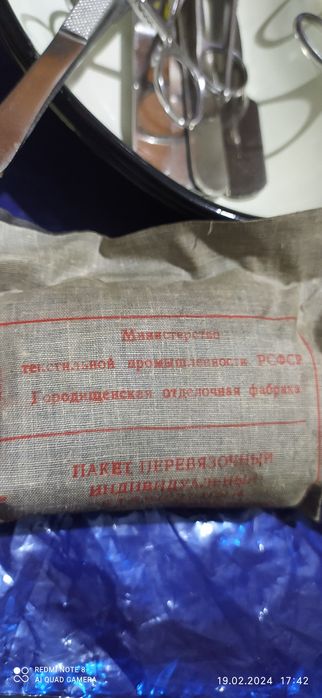 Министерство
текстильной промышленности РСФСР
Городищенская отделочная фабрика
ПАКЕТ ПЕРЕВЯЗОЧНЫЙ
ИНДИВИДУАЛЬНЫЙ
REDMI NOTE 8
AI QUAD CAMERA
19.02.2024 17:42